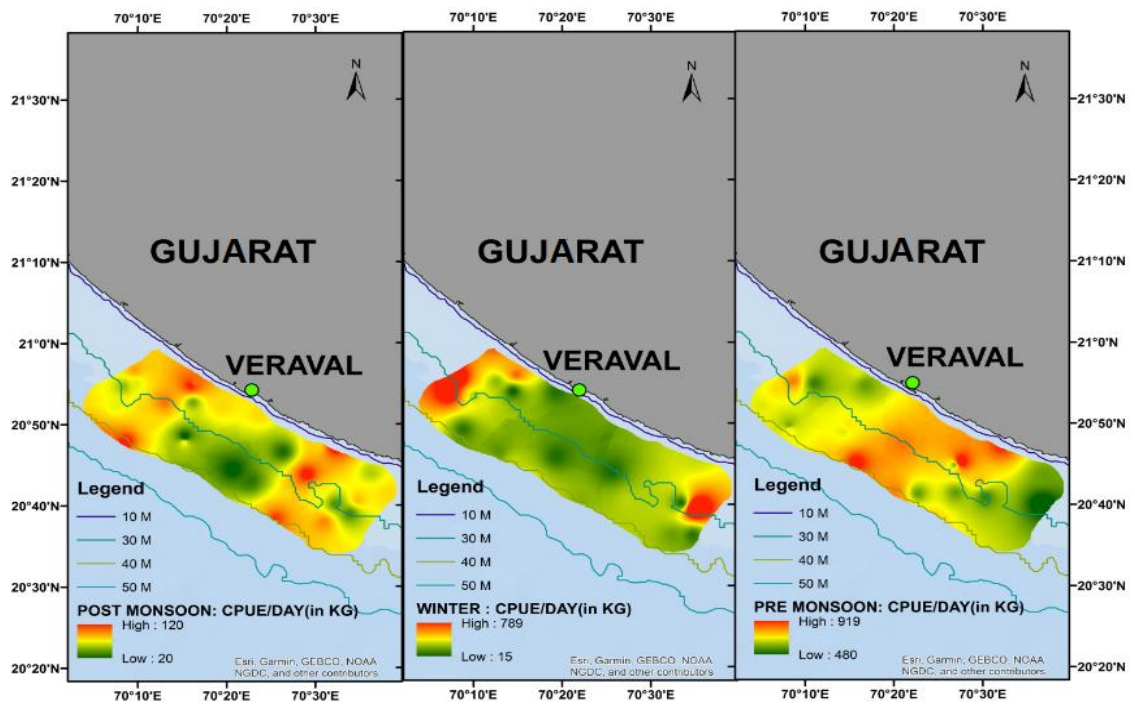 70°10'E 70°20'E 70°30'E 70°10'E 70°20'E 70°30'E 70°10'E 70°20'E 70°30'E
N N N
21°30'N 21°30'N
21°20'N 21°20'N
GUJARAT GUJARAT GUJARAT
21°10'N 21°10'N
21°0'N 21°0'N
VERAVAL VERAVAL VERAVAL
20°50'N 20°50'N
Legend Legend Legend
20°40'N 20°40'N
10 M 10 M 10 M
30 M 30 M 30 M
40 M 40 M 40 M
20°30'N 20°30'N
50 M 50 M 50 M
POST MONSOON: CPUE/DAY(in KG) WINTER : CPUE/DAY(in KG) PRE MONSOON: CPUE/DAY(in KG)
High : 120 High : 789 High : 919
Low : 20 Low : 15 Low : 480
Esri, Garmin, GEBCO, NOAA Esri, Garmin, GEBCO, NOAA Esri, Garmin, GEBCO, NOAA
20°20'N 20°20'N
NGDC, and other contributors NGDC, and other contributors NGDC, and other contributors
70°10'E 70°20'E 70°30'E 70°10'E 70°20'E 70°30'E 70°10'E 70°20'E 70°30'E